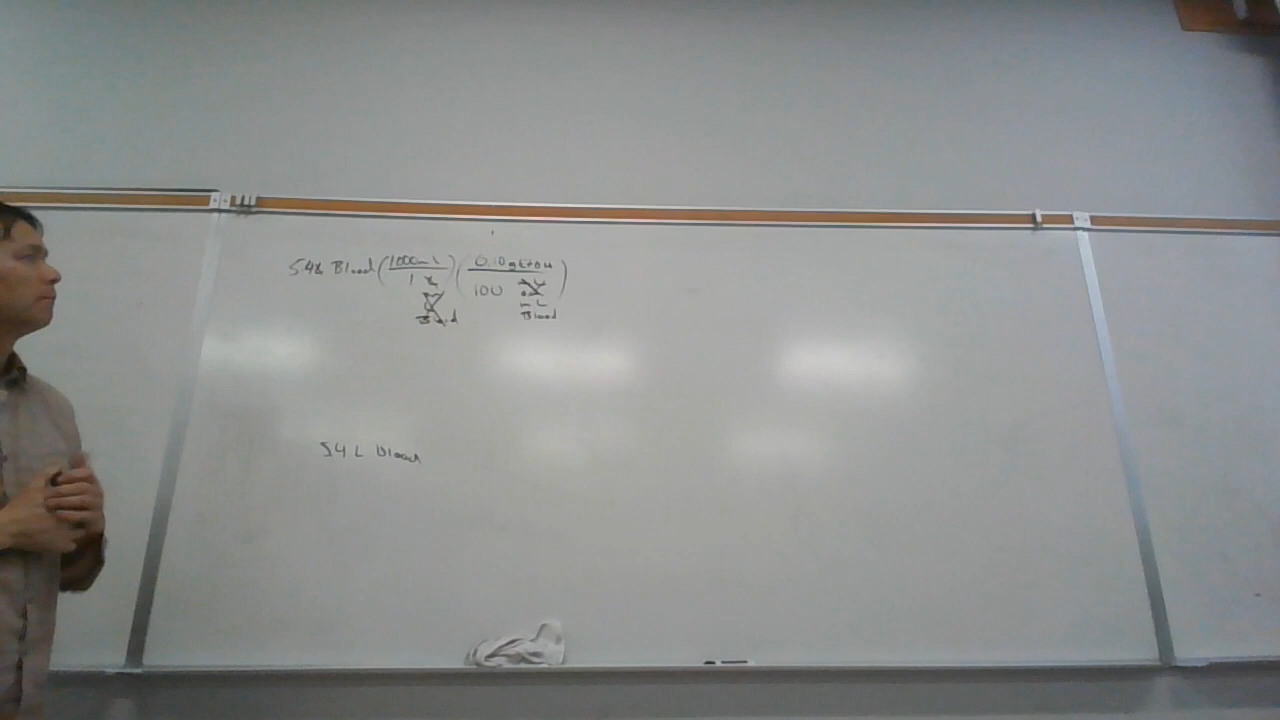 5.4L Blood (1000mL / 1 L) (0.10g EtOH / 100 mL Blood)
Blood
5.4 L Blood